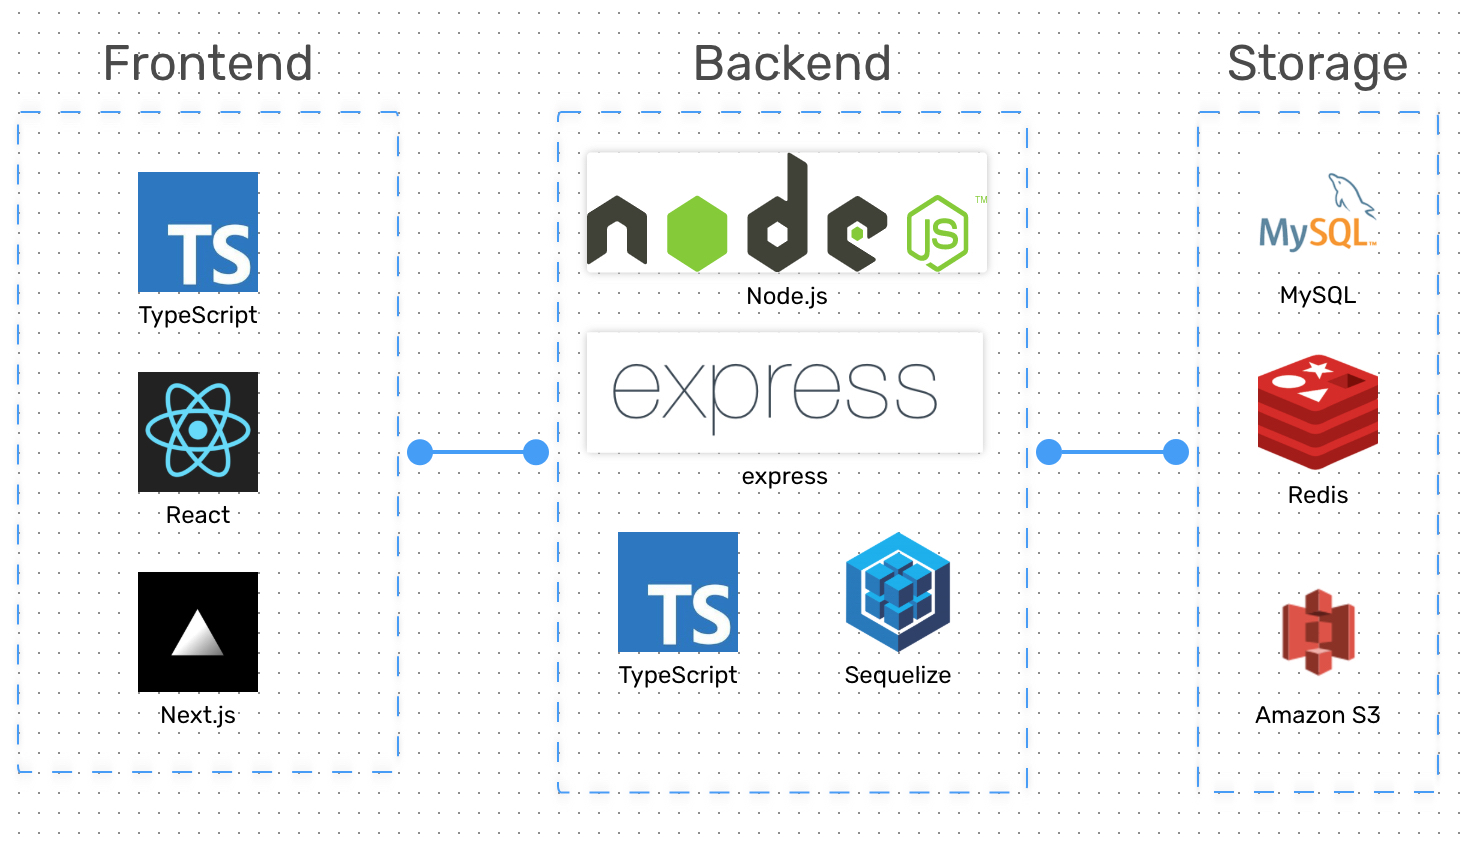 Frontend
Backend
Storage
TS
TypeScript
React
Next.js
node
JS
TM
Node.js
express
express
TS
TypeScript
Sequelize
MySQL™
MySQL
Redis
Amazon S3